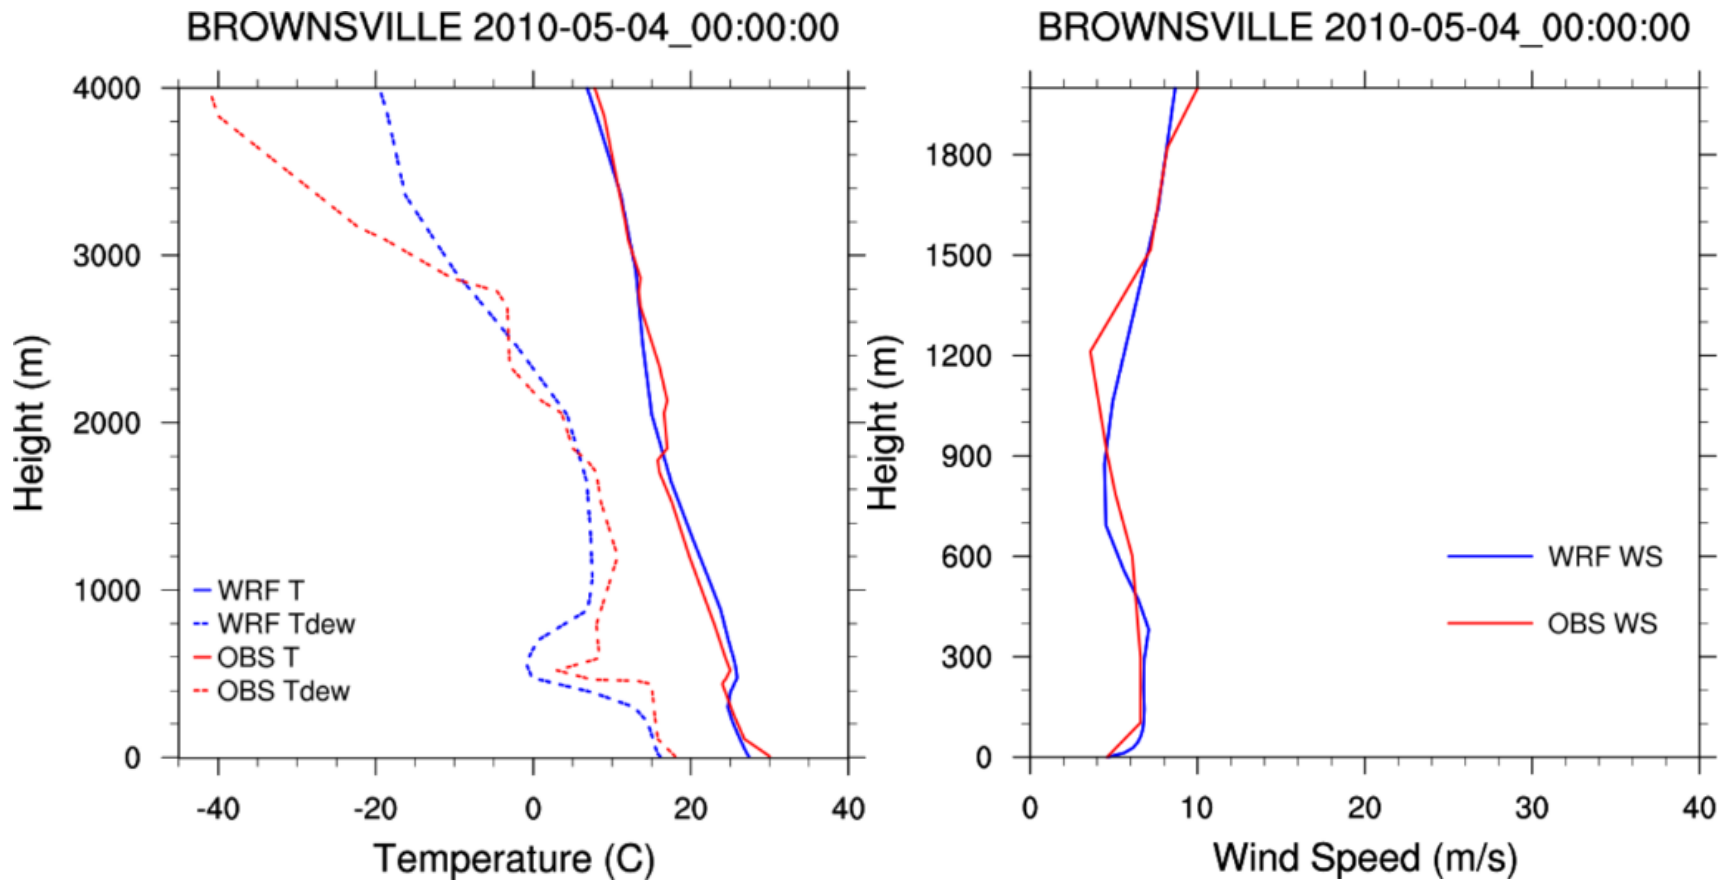 BROWNSVILLE 2010-05-04_00:00:00
4000
3000
2000
1000
0
Height (m)
WRF T
WRF Tdew
OBS T
OBS Tdew
-40
-20
0
20
40
Temperature (C)
BROWNSVILLE 2010-05-04_00:00:00
1800
1500
1200
900
600
300
0
Height (m)
WRF WS
OBS WS
0
10
20
30
40
Wind Speed (m/s)